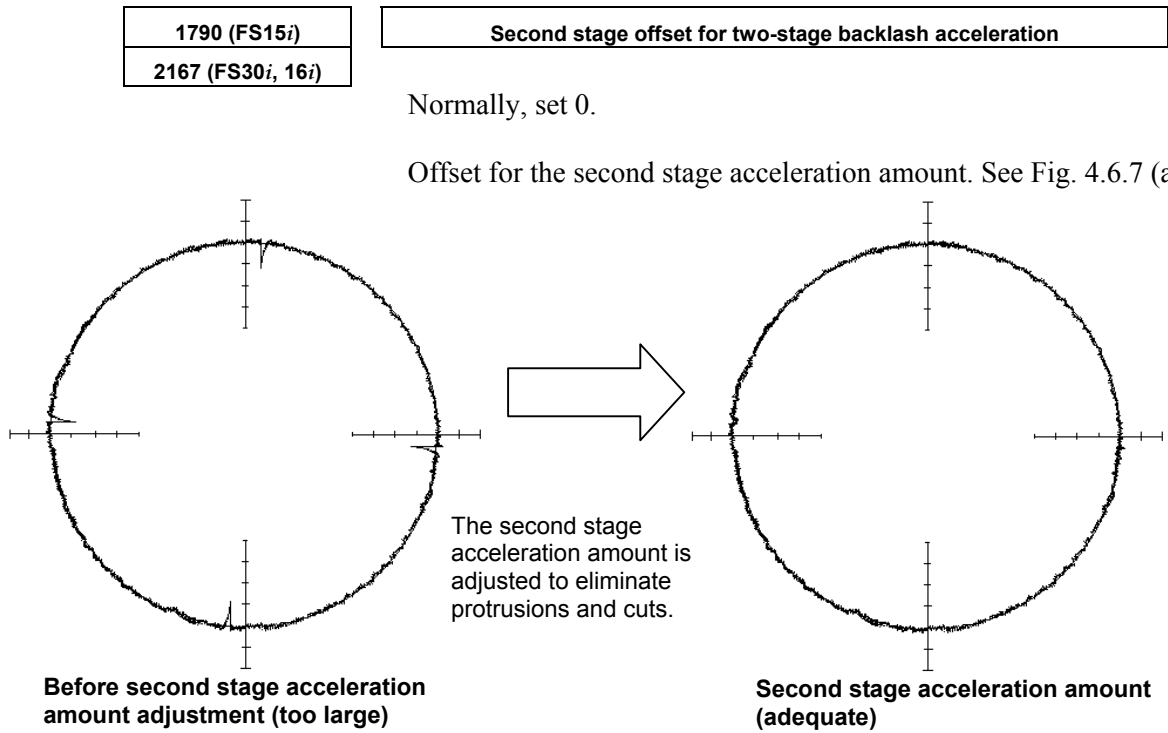 1790 (FS15i)
Second stage offset for two-stage backlash acceleration
2167 (FS30i, 16i)
Normally, set 0.
Offset for the second stage acceleration amount. See Fig. 4.6.7 (a
The second stage
acceleration amount is
adjusted to eliminate
protrusions and cuts.
Before second stage acceleration
amount adjustment (too large)
Second stage acceleration amount
(adequate)